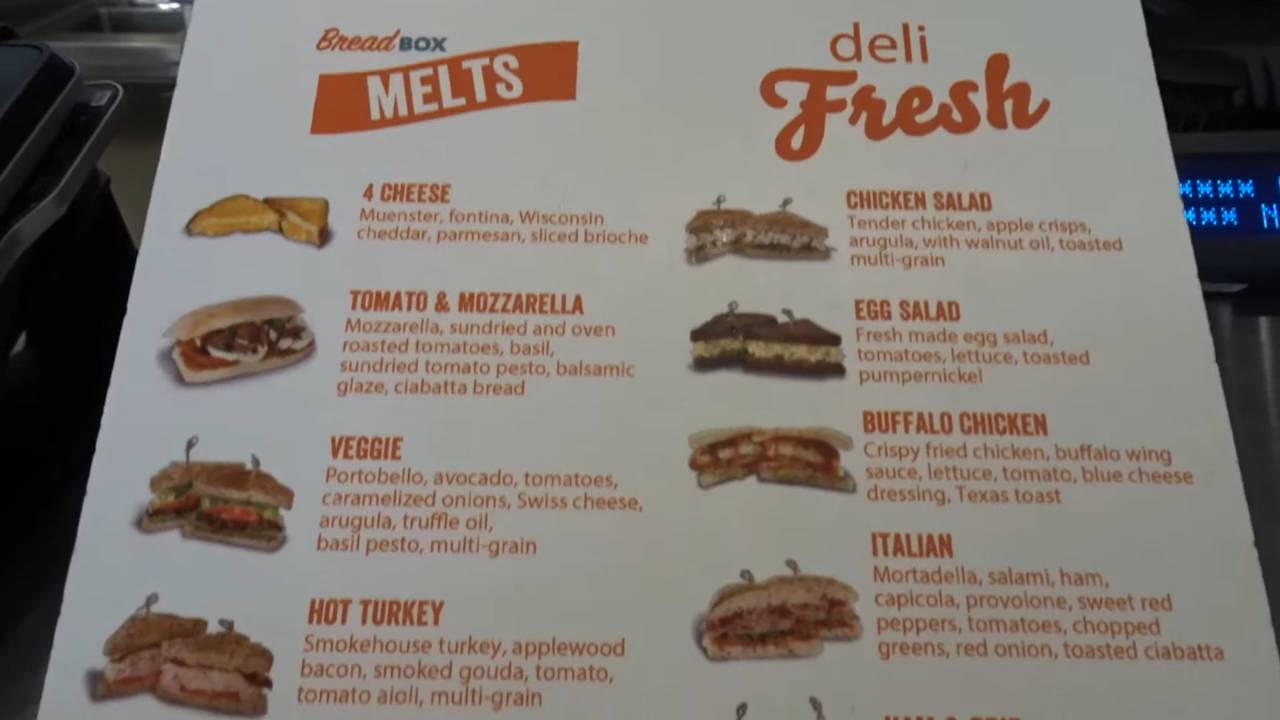 Bread BOX
MELTS
4 CHEESE
Muenster, fontina, Wisconsin
cheddar, parmesan, sliced brioche
TOMATO & MOZZARELLA
Mozzarella, sundried and oven
roasted tomatoes, basil,
sundried tomato pesto, balsamic
glaze, ciabatta bread
VEGGIE
Portobello, avocado, tomatoes,
caramelized onions, Swiss cheese,
arugula, truffle oil,
basil pesto, multi-grain
HOT TURKEY
Smokehouse turkey, applewood
bacon, smoked gouda, tomato,
tomato aioli, multi-grain
deli
Fresh
CHICKEN SALAD
Tender chicken, apple crisps,
arugula, with walnut oil, toasted
multi-grain
EGG SALAD
Fresh made egg salad,
tomatoes, lettuce, toasted
pumpernickel
BUFFALO CHICKEN
Crispy fried chicken, buffalo wing
sauce, lettuce, tomato, blue cheese
dressing, Texas toast
ITALIAN
Mortadella, salami, ham,
capicola, provolone, sweet red
peppers, tomatoes, chopped
greens, red onion, toasted ciabatta